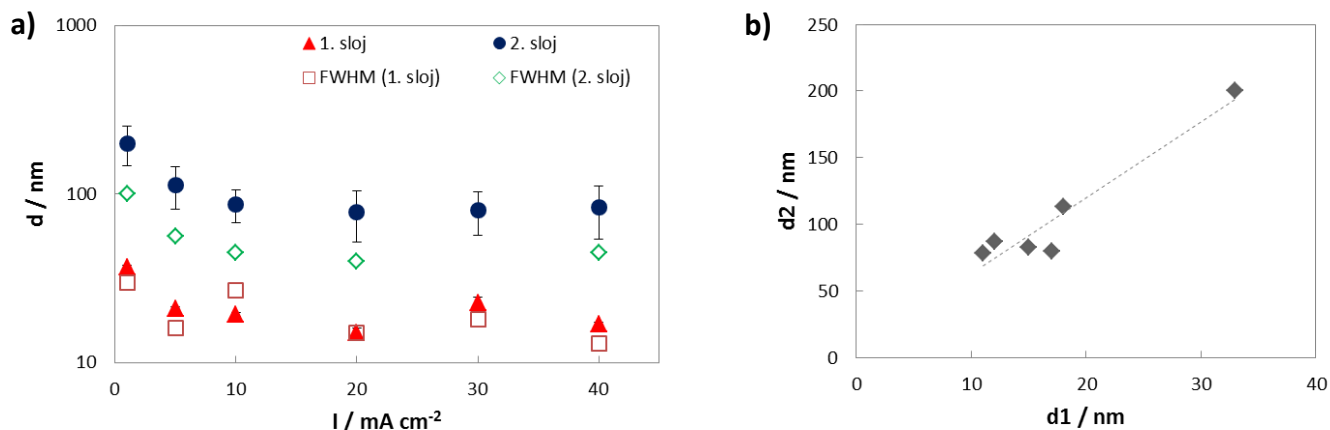 a)
1000
100
10
d / nm
1. sloj
2. sloj
FWHM (1. sloj)
FWHM (2. sloj)
0
10
20
30
40
I / mA cm⁻²
b)
250
200
150
100
50
0
d2 / nm
0
10
20
30
40
d1 / nm